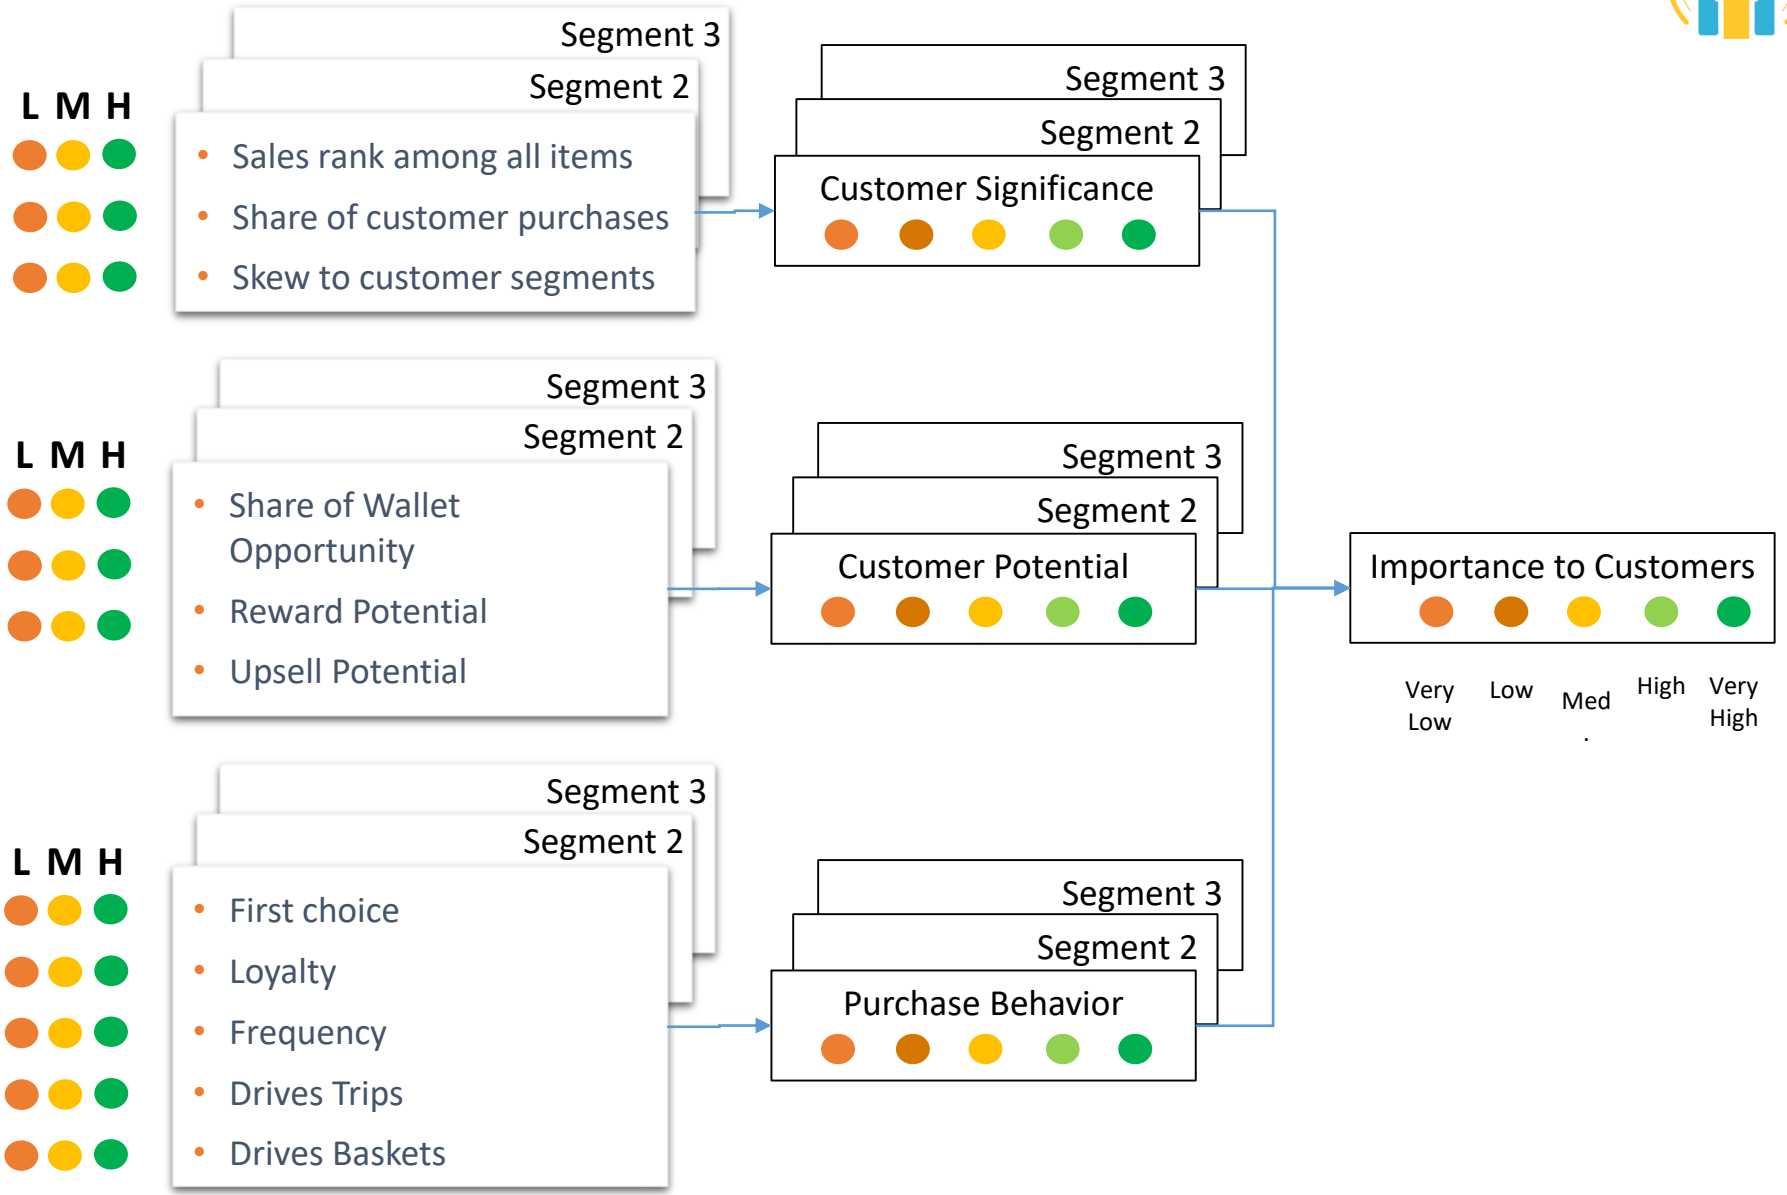 Segment 3
Segment 2
L M H
• Sales rank among all items
• Share of customer purchases
• Skew to customer segments
Segment 3
Segment 2
Customer Significance
Segment 3
Segment 2
L M H
• Share of Wallet
Opportunity
• Reward Potential
• Upsell Potential
Segment 3
Segment 2
Customer Potential
Importance to Customers
Very
Low
Low
Med
.
High
Very
High
Segment 3
Segment 2
L M H
• First choice
• Loyalty
• Frequency
• Drives Trips
• Drives Baskets
Segment 3
Segment 2
Purchase Behavior